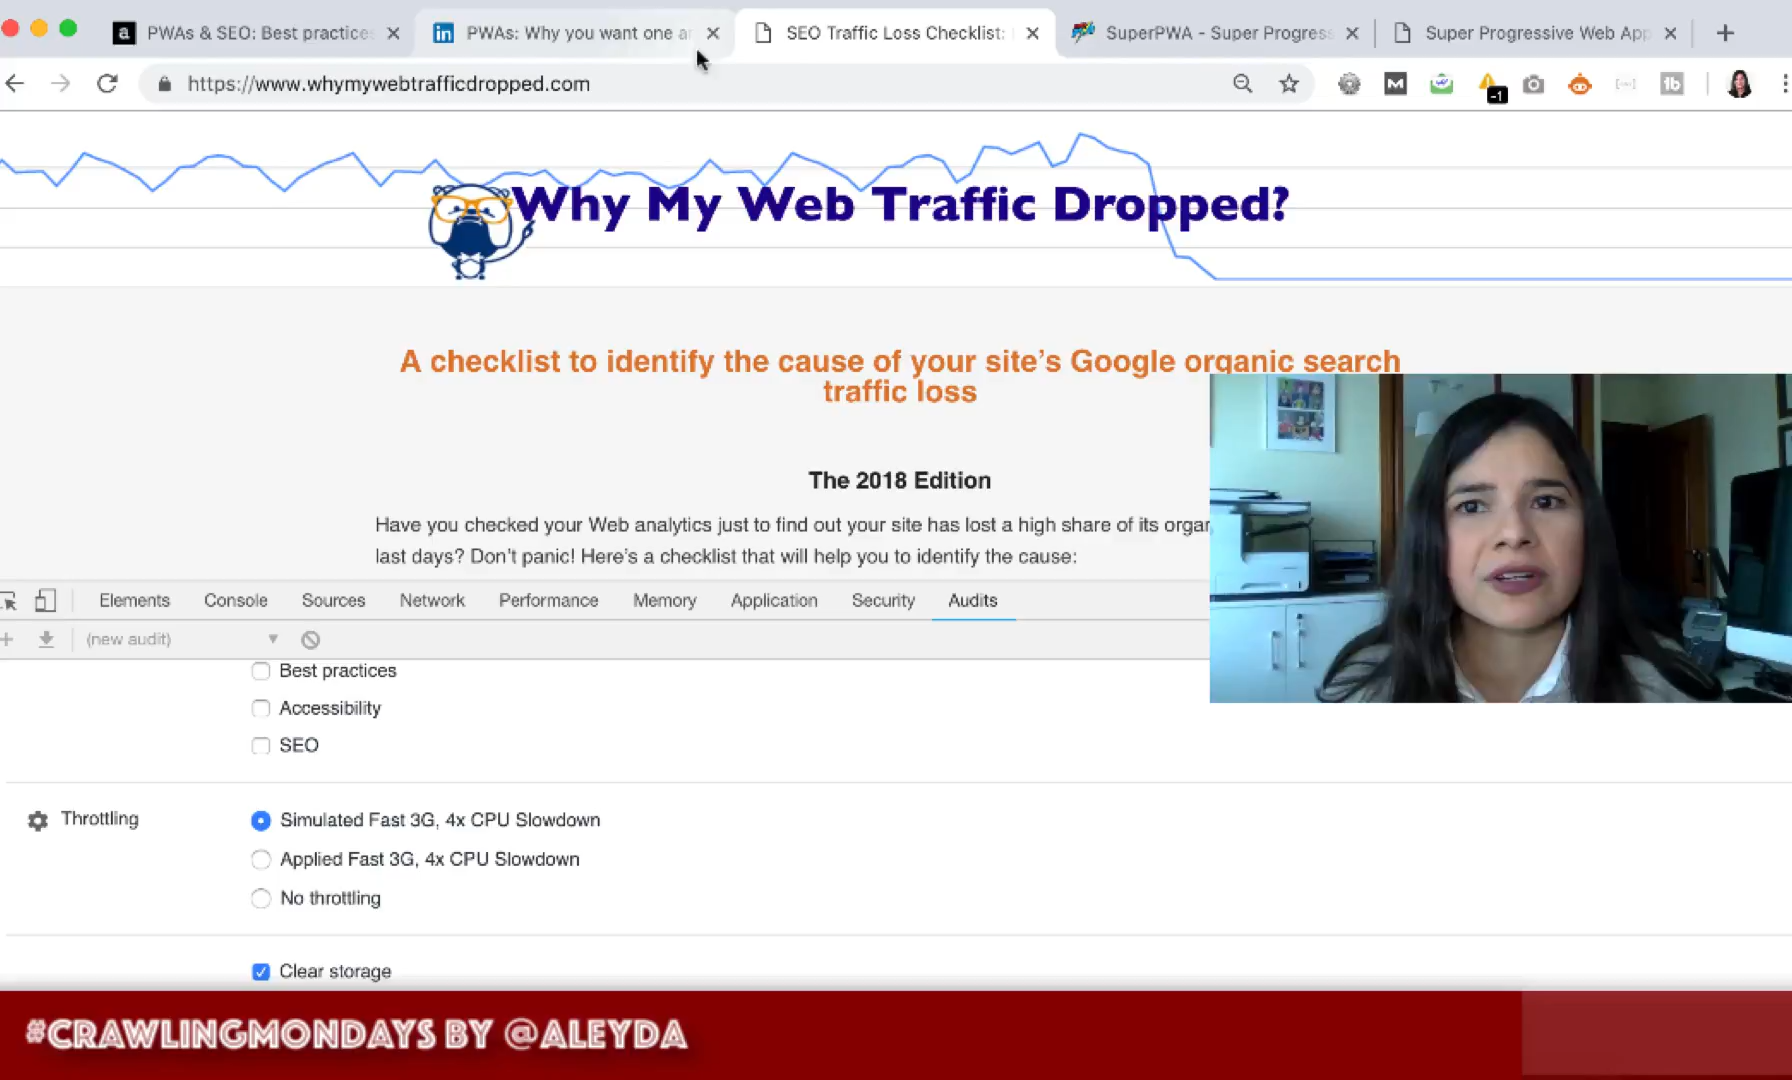 a PWAs & SEO: Best practice
in PWAs: Why you want one a
SEO Traffic Loss Checklist:
SuperPWA - Super Progress
Super Progressive Web App
https://www.whymywebtrafficdropped.com
M
-1
tb
Why My Web Traffic Dropped?
A checklist to identify the cause of your site's Google organic search
traffic loss
The 2018 Edition
Have you checked your Web analytics just to find out your site has lost a high share of its orga
last days? Don't panic! Here's a checklist that will help you to identify the cause:
Elements Console Sources Network Performance Memory Application Security Audits
(new audit)
Best practices
Accessibility
SEO
Throttling
Simulated Fast 3G, 4x CPU Slowdown
Applied Fast 3G, 4x CPU Slowdown
No throttling
Clear storage
#CRAWLINGMONDAYS BY @ALEYDA